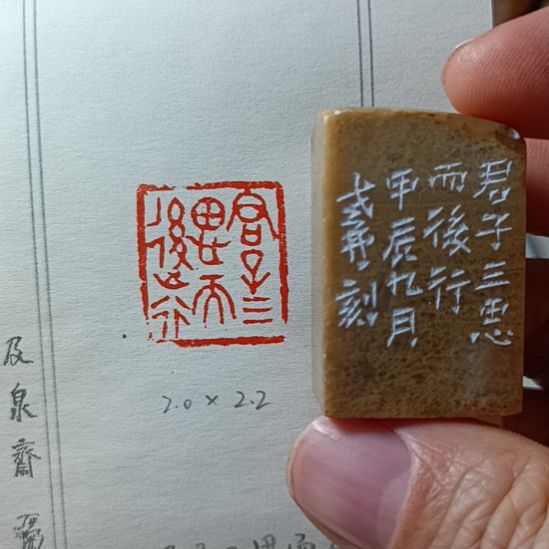 君子三思
而後行
甲辰九月
刻
君子三
思而
後行
2.0 × 2.2
及泉齋